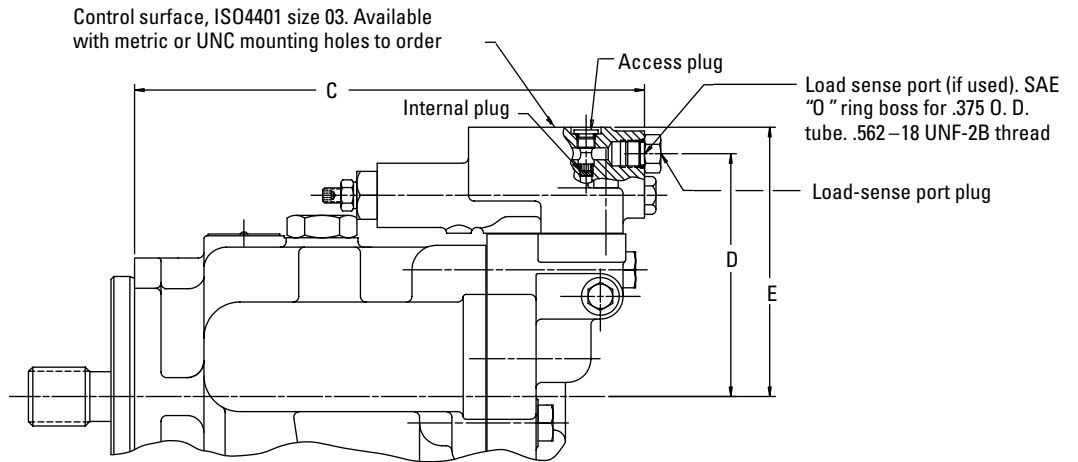 Control surface, ISO4401 size 03. Available
with metric or UNC mounting holes to order
Access plug
C
Internal plug
Load sense port (if used). SAE
“O ” ring boss for .375 O. D.
tube. .562–18 UNF-2B thread
Load-sense port plug
D
E